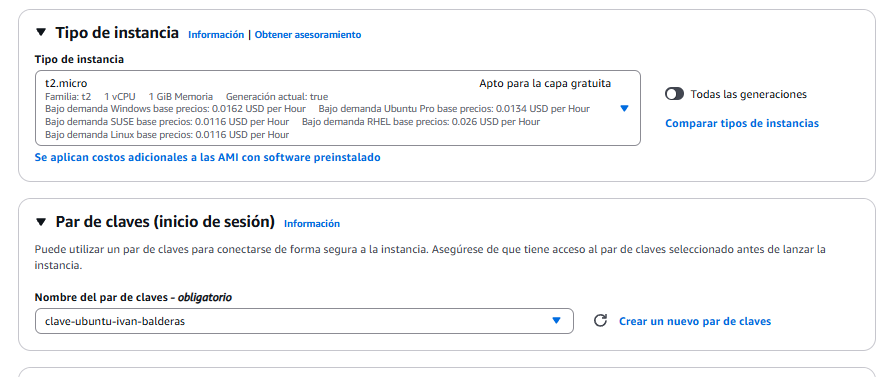 Tipo de instancia Información | Obtener asesoramiento
Tipo de instancia
t2.micro Apto para la capa gratuita
Familia: t2 1 vCPU 1 GiB Memoria Generación actual: true
Bajo demanda Windows base precios: 0.0162 USD per Hour Bajo demanda Ubuntu Pro base precios: 0.0134 USD per Hour
Bajo demanda SUSE base precios: 0.0116 USD per Hour Bajo demanda RHEL base precios: 0.026 USD per Hour
Bajo demanda Linux base precios: 0.0116 USD per Hour
Todas las generaciones
Comparar tipos de instancias
Se aplican costos adicionales a las AMI con software preinstalado
Par de claves (inicio de sesión) Información
Puede utilizar un par de claves para conectarse de forma segura a la instancia. Asegúrese de que tiene acceso al par de claves seleccionado antes de lanzar la
instancia.
Nombre del par de claves - obligatorio
clave-ubuntu-ivan-balderas
Crear un nuevo par de claves